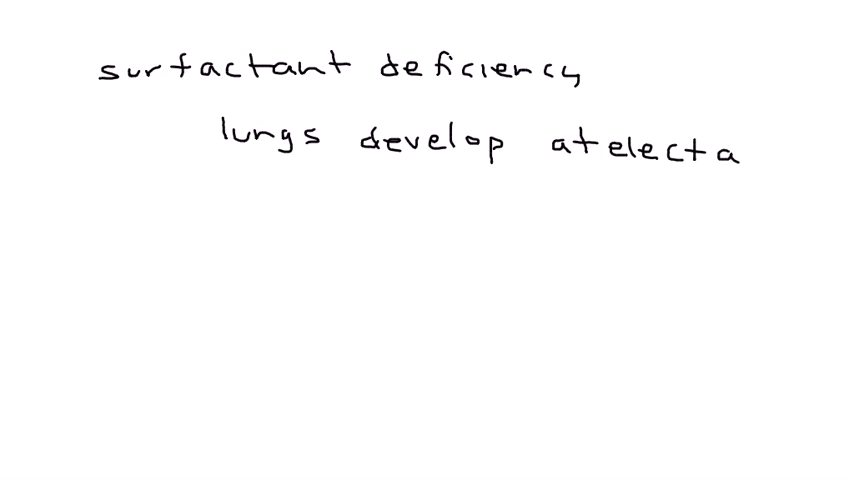 surfactant deficiency
lungs develop atelecta